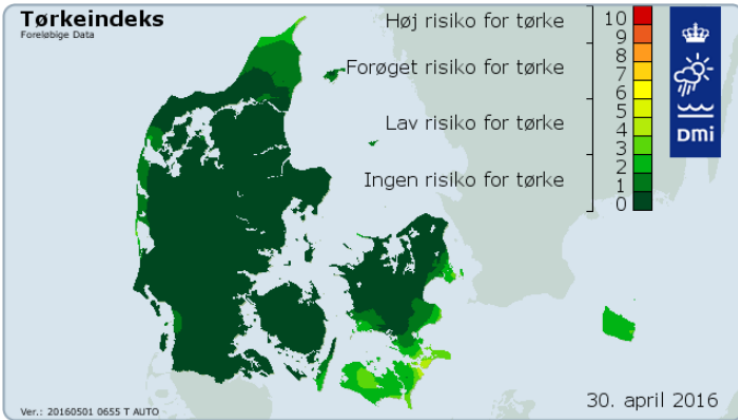 Tørkeindeks
Foreløbige Data
Høj risiko for tørke
Forøget risiko for tørke
Lav risiko for tørke
Ingen risiko for tørke
10
9
8
7
6
5
4
3
2
1
0
DMi
30. april 2016
Ver.: 20160501 0655 T AUTO